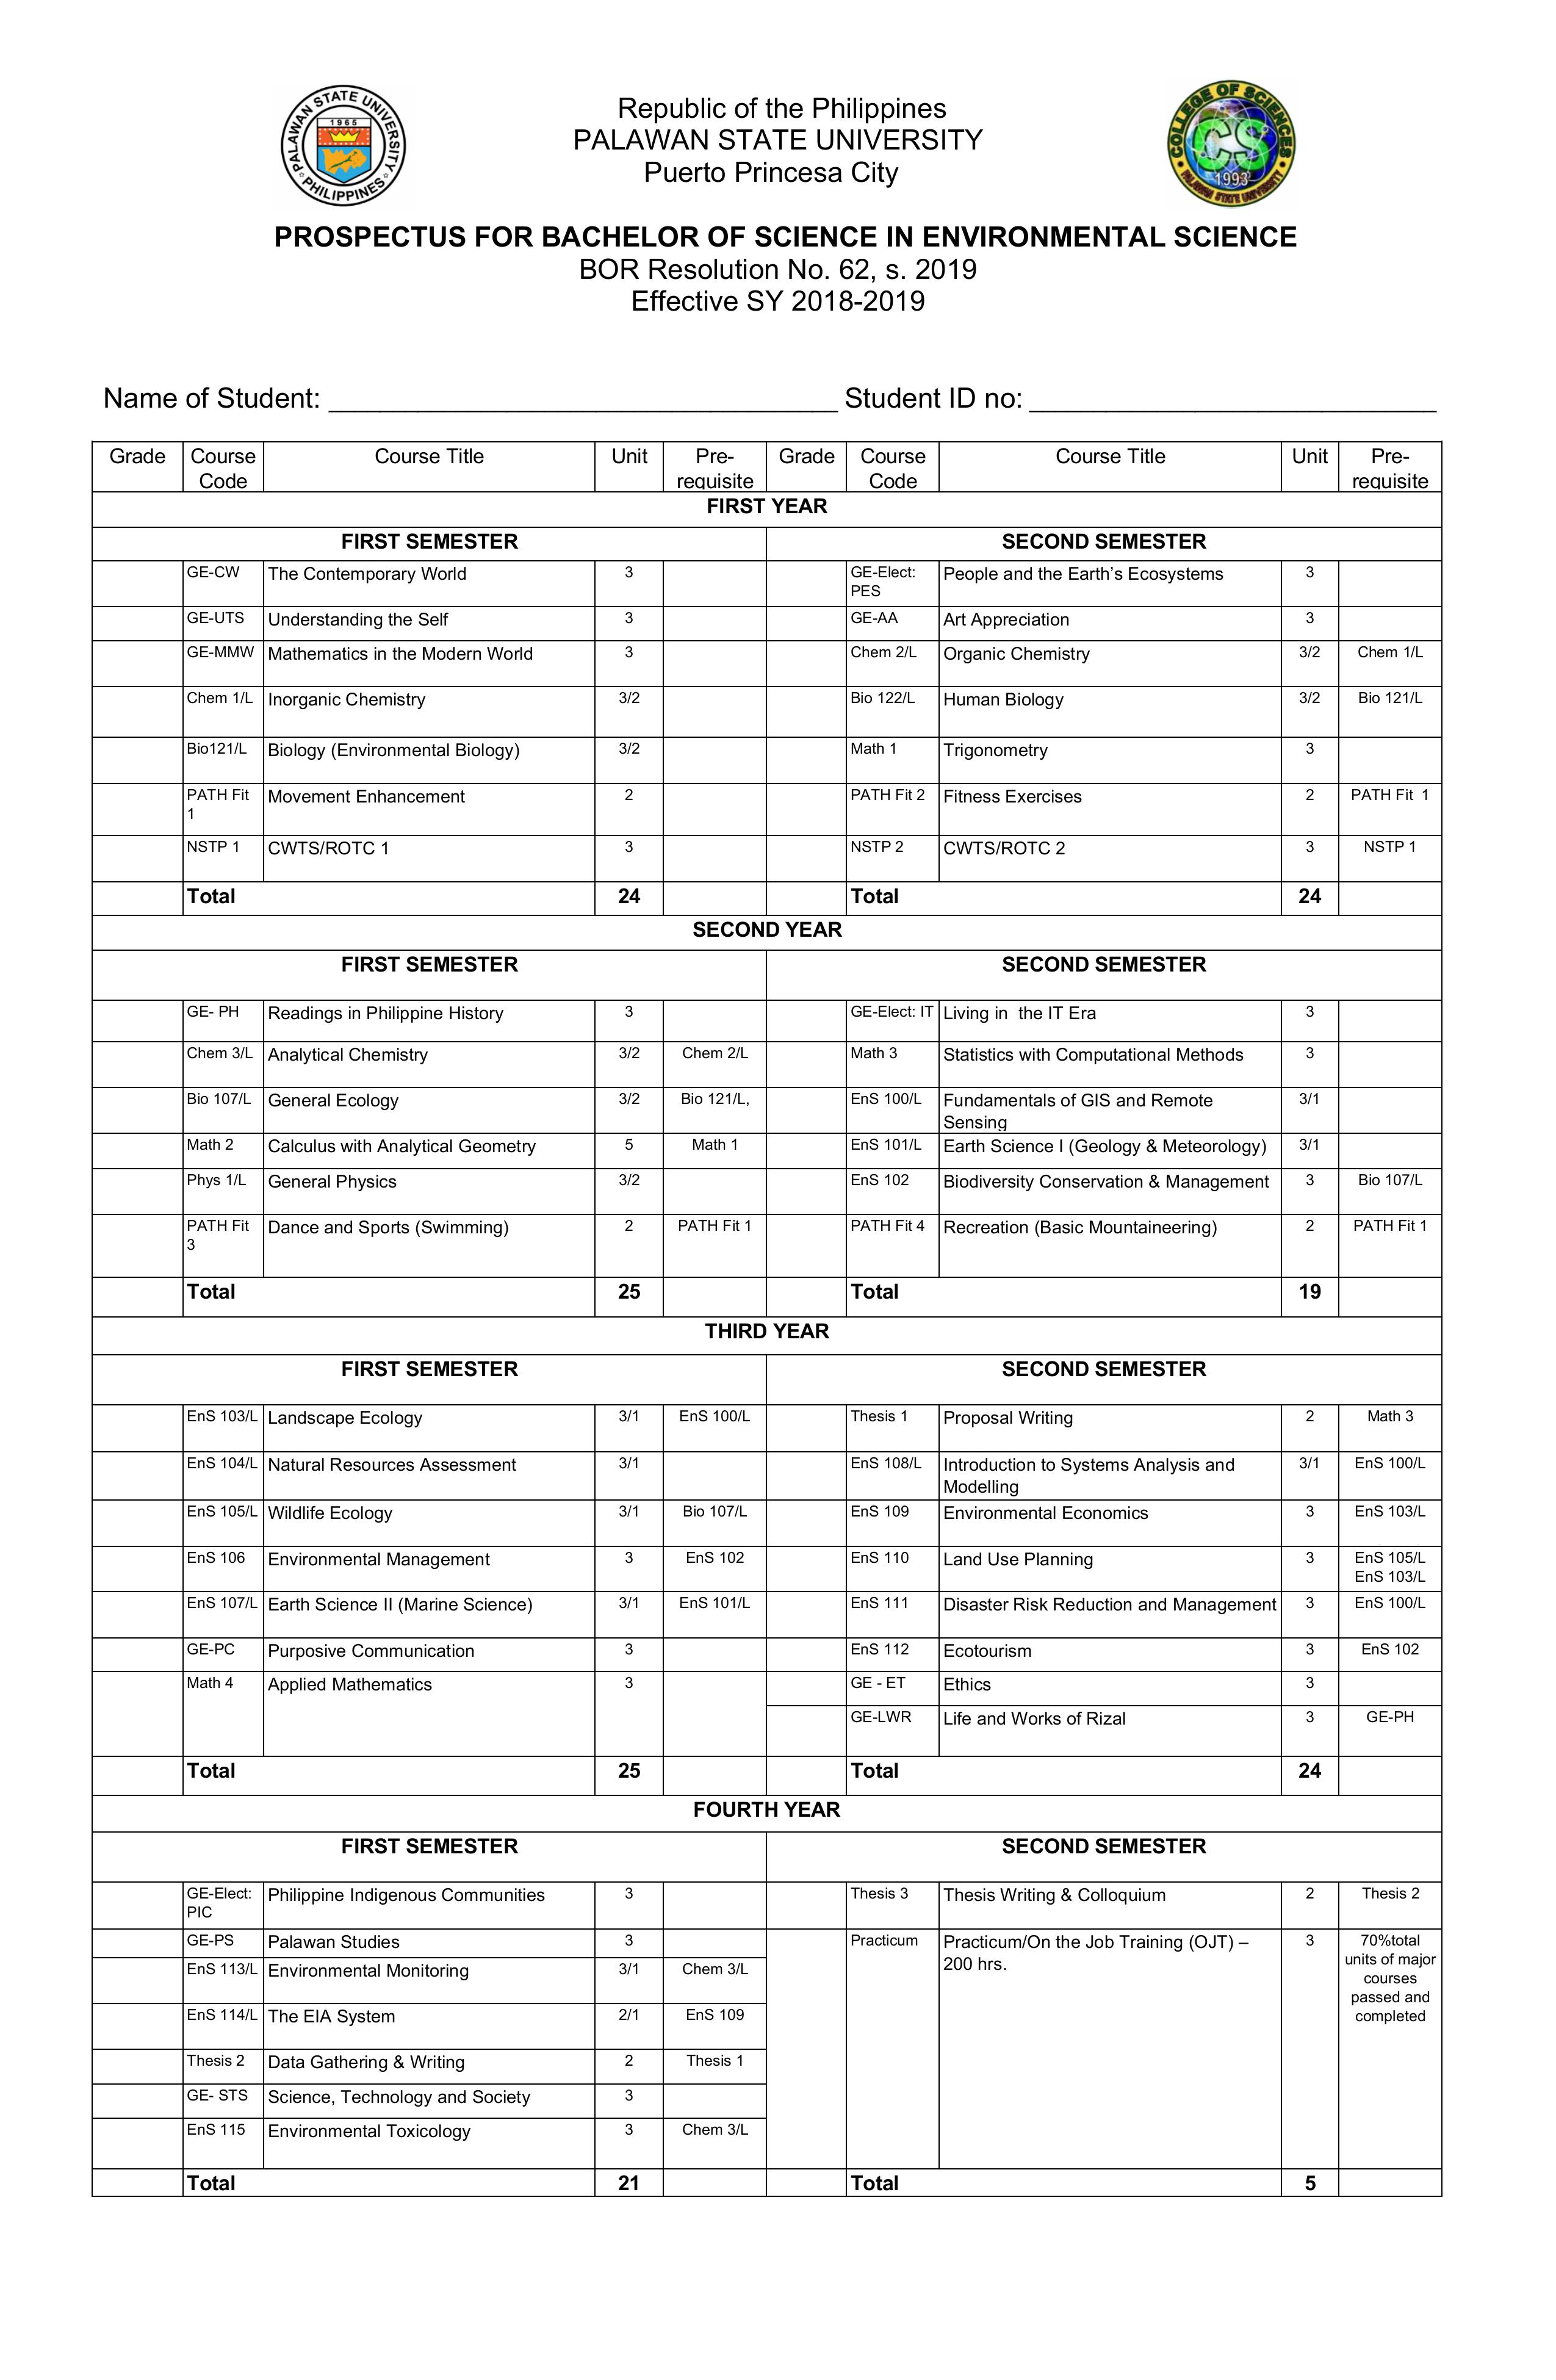 PALAWAN STATE UNIVERSITY
1965
PHILIPPINES
Republic of the Philippines
PALAWAN STATE UNIVERSITY
Puerto Princesa City
COLLEGE OF SCIENCES
CS
1993
PALAWAN STATE UNIVERSITY
PROSPECTUS FOR BACHELOR OF SCIENCE IN ENVIRONMENTAL SCIENCE
BOR Resolution No. 62, s. 2019
Effective SY 2018-2019
Name of Student: ________________________________ Student ID no: __________________________
Grade Course Title Unit Pre- Grade Course Course Title Unit Pre-
Code requisite Code requisite
FIRST YEAR
FIRST SEMESTER SECOND SEMESTER
GE-CW The Contemporary World 3 GE-Elect: People and the Earth’s Ecosystems 3
PES
GE-UTS Understanding the Self 3 GE-AA Art Appreciation 3
GE-MMW Mathematics in the Modern World 3 Chem 2/L Organic Chemistry 3/2 Chem 1/L
Chem 1/L Inorganic Chemistry 3/2 Bio 122/L Human Biology 3/2 Bio 121/L
Bio121/L Biology (Environmental Biology) 3/2 Math 1 Trigonometry 3
PATH Fit Movement Enhancement 2 PATH Fit 2 Fitness Exercises 2 PATH Fit 1
1
NSTP 1 CWTS/ROTC 1 3 NSTP 2 CWTS/ROTC 2 3 NSTP 1
Total 24 Total 24
SECOND YEAR
FIRST SEMESTER SECOND SEMESTER
GE- PH Readings in Philippine History 3 GE-Elect: IT Living in the IT Era 3
Chem 3/L Analytical Chemistry 3/2 Chem 2/L Math 3 Statistics with Computational Methods 3
Bio 107/L General Ecology 3/2 Bio 121/L, EnS 100/L Fundamentals of GIS and Remote 3/1
Sensing
Math 2 Calculus with Analytical Geometry 5 Math 1 EnS 101/L Earth Science I (Geology & Meteorology) 3/1
Phys 1/L General Physics 3/2 EnS 102 Biodiversity Conservation & Management 3 Bio 107/L
PATH Fit Dance and Sports (Swimming) 2 PATH Fit 1 PATH Fit 4 Recreation (Basic Mountaineering) 2 PATH Fit 1
3
Total 25 Total 19
THIRD YEAR
FIRST SEMESTER SECOND SEMESTER
EnS 103/L Landscape Ecology 3/1 EnS 100/L Thesis 1 Proposal Writing 2 Math 3
EnS 104/L Natural Resources Assessment 3/1 EnS 108/L Introduction to Systems Analysis and 3/1 EnS 100/L
Modelling
EnS 105/L Wildlife Ecology 3/1 Bio 107/L EnS 109 Environmental Economics 3 EnS 103/L
EnS 106 Environmental Management 3 EnS 102 EnS 110 Land Use Planning 3 EnS 105/L
EnS 103/L
EnS 107/L Earth Science II (Marine Science) 3/1 EnS 101/L EnS 111 Disaster Risk Reduction and Management 3 EnS 100/L
GE-PC Purposive Communication 3 EnS 112 Ecotourism 3 EnS 102
Math 4 Applied Mathematics 3 GE - ET Ethics 3
GE-LWR Life and Works of Rizal 3 GE-PH
Total 25 Total 24
FOURTH YEAR
FIRST SEMESTER SECOND SEMESTER
GE-Elect: Philippine Indigenous Communities 3 Thesis 3 Thesis Writing & Colloquium 2 Thesis 2
PIC
GE-PS Palawan Studies 3 Practicum Practicum/On the Job Training (OJT) – 3 70%total
200 hrs. units of major
EnS 113/L Environmental Monitoring 3/1 Chem 3/L courses
passed and
EnS 114/L The EIA System 2/1 EnS 109 completed
Thesis 2 Data Gathering & Writing 2 Thesis 1
GE- STS Science, Technology and Society 3
EnS 115 Environmental Toxicology 3 Chem 3/L
Total 21 Total 5